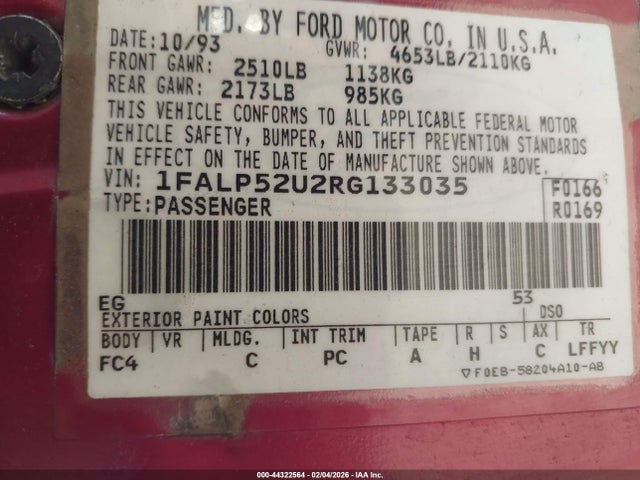 MFD. BY FORD MOTOR CO. IN U.S.A.
DATE: 10/93 GVWR: 4653LB/2110KG
FRONT GAWR: 2510LB 1138KG
REAR GAWR: 2173LB 985KG
THIS VEHICLE CONFORMS TO ALL APPLICABLE FEDERAL MOTOR
VEHICLE SAFETY, BUMPER, AND THEFT PREVENTION STANDARDS
IN EFFECT ON THE DATE OF MANUFACTURE SHOWN ABOVE.
VIN: 1FALP52U2RG133035 F0166
TYPE: PASSENGER R0169
EG 53
EXTERIOR PAINT COLORS DSO
BODY VR MLDG. INT TRIM TAPE R S AX TR
FC4 C PC A H C LFFYY
▽F0EB-58204A10-AB
000-44322564 - 02/04/2026 - IAA Inc.